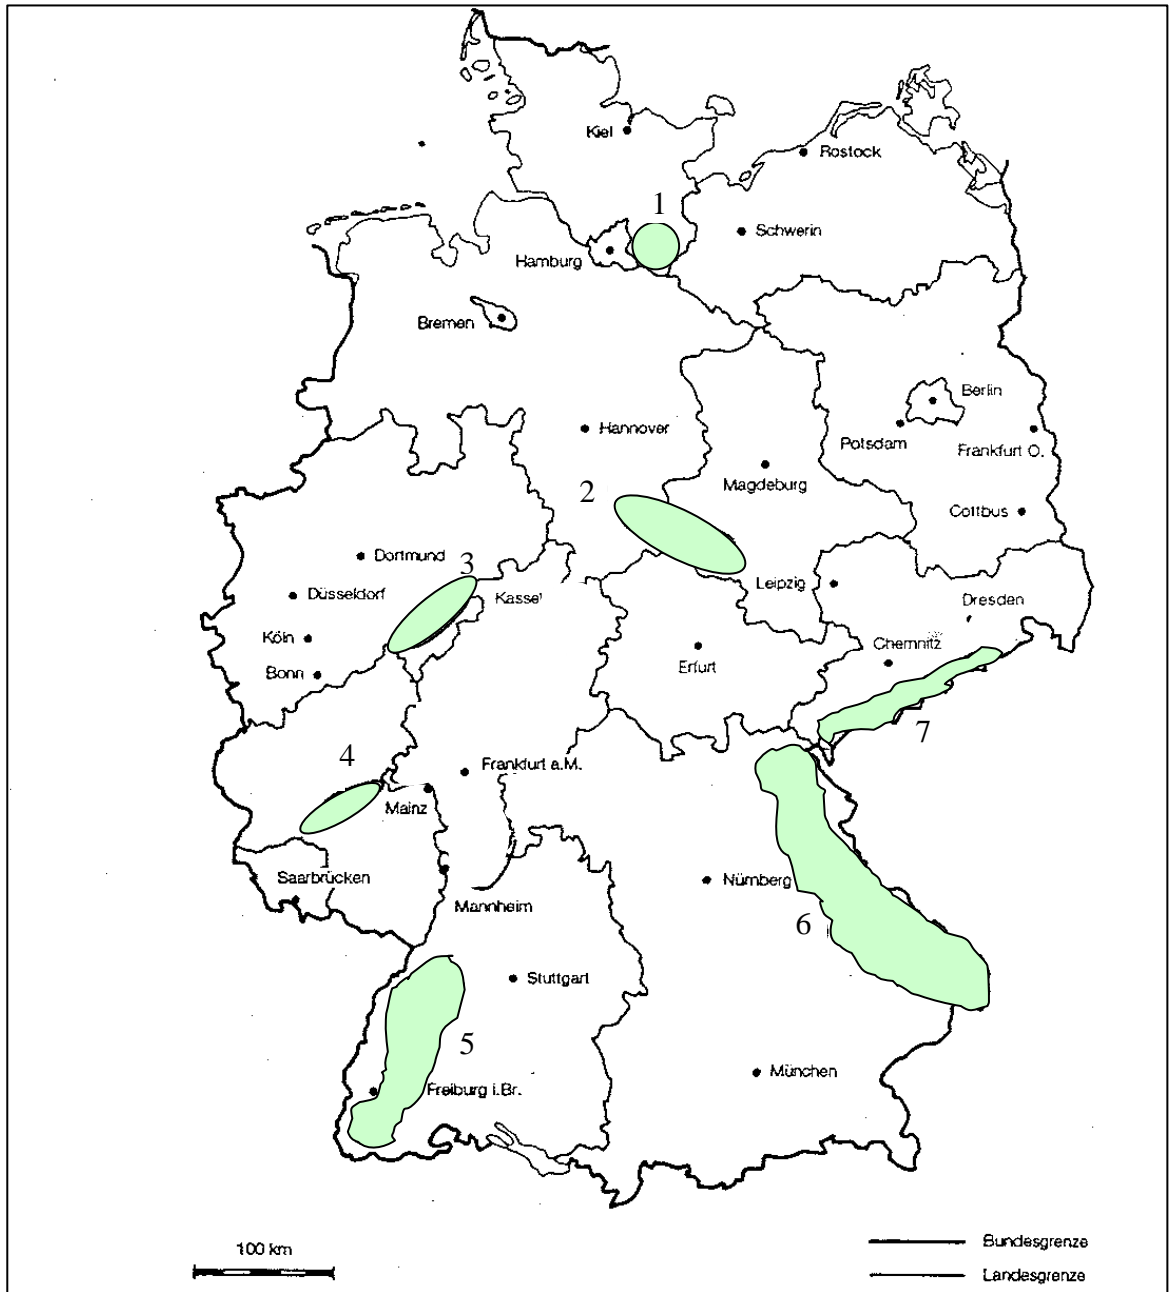 Kiel
Rostock
1
Schwerin
Hamburg
Bremen
Berlin
Hannover
Potsdam
Frankfurt O.
Magdeburg
2
Cottbus
Dortmund
3
Leipzig
Düsseldorf
Kassel
Dresden
Köln
Chemnitz
Bonn
Erfurt
7
4
Frankfurt a.M.
Mainz
Saarbrücken
Nürnberg
Mannheim
6
Stuttgart
5
München
Freiburg i.Br.
100 km
Bundesgrenze
Landesgrenze